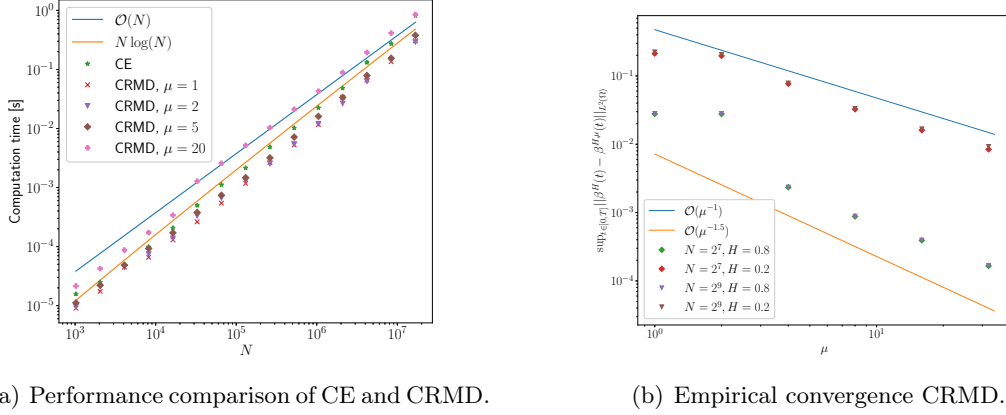 10^0
10^{-1}
10^{-2}
10^{-3}
10^{-4}
10^{-5}
Computation time [s]
𝒪(N)
N log(N)
CE
CRMD, μ = 1
CRMD, μ = 2
CRMD, μ = 5
CRMD, μ = 20
10^3 10^4 10^5 10^6 10^7
N
a) Performance comparison of CE and CRMD.
10^{-1}
10^{-2}
10^{-3}
10^{-4}
sup_{t∈[0,T]} ||β^H(t) − β^{H,μ}(t)||_{L^2(Ω)}
𝒪(μ^{-1})
𝒪(μ^{-1.5})
N = 2^7, H = 0.8
N = 2^7, H = 0.2
N = 2^9, H = 0.8
N = 2^9, H = 0.2
10^0 10^1
μ
(b) Empirical convergence CRMD.